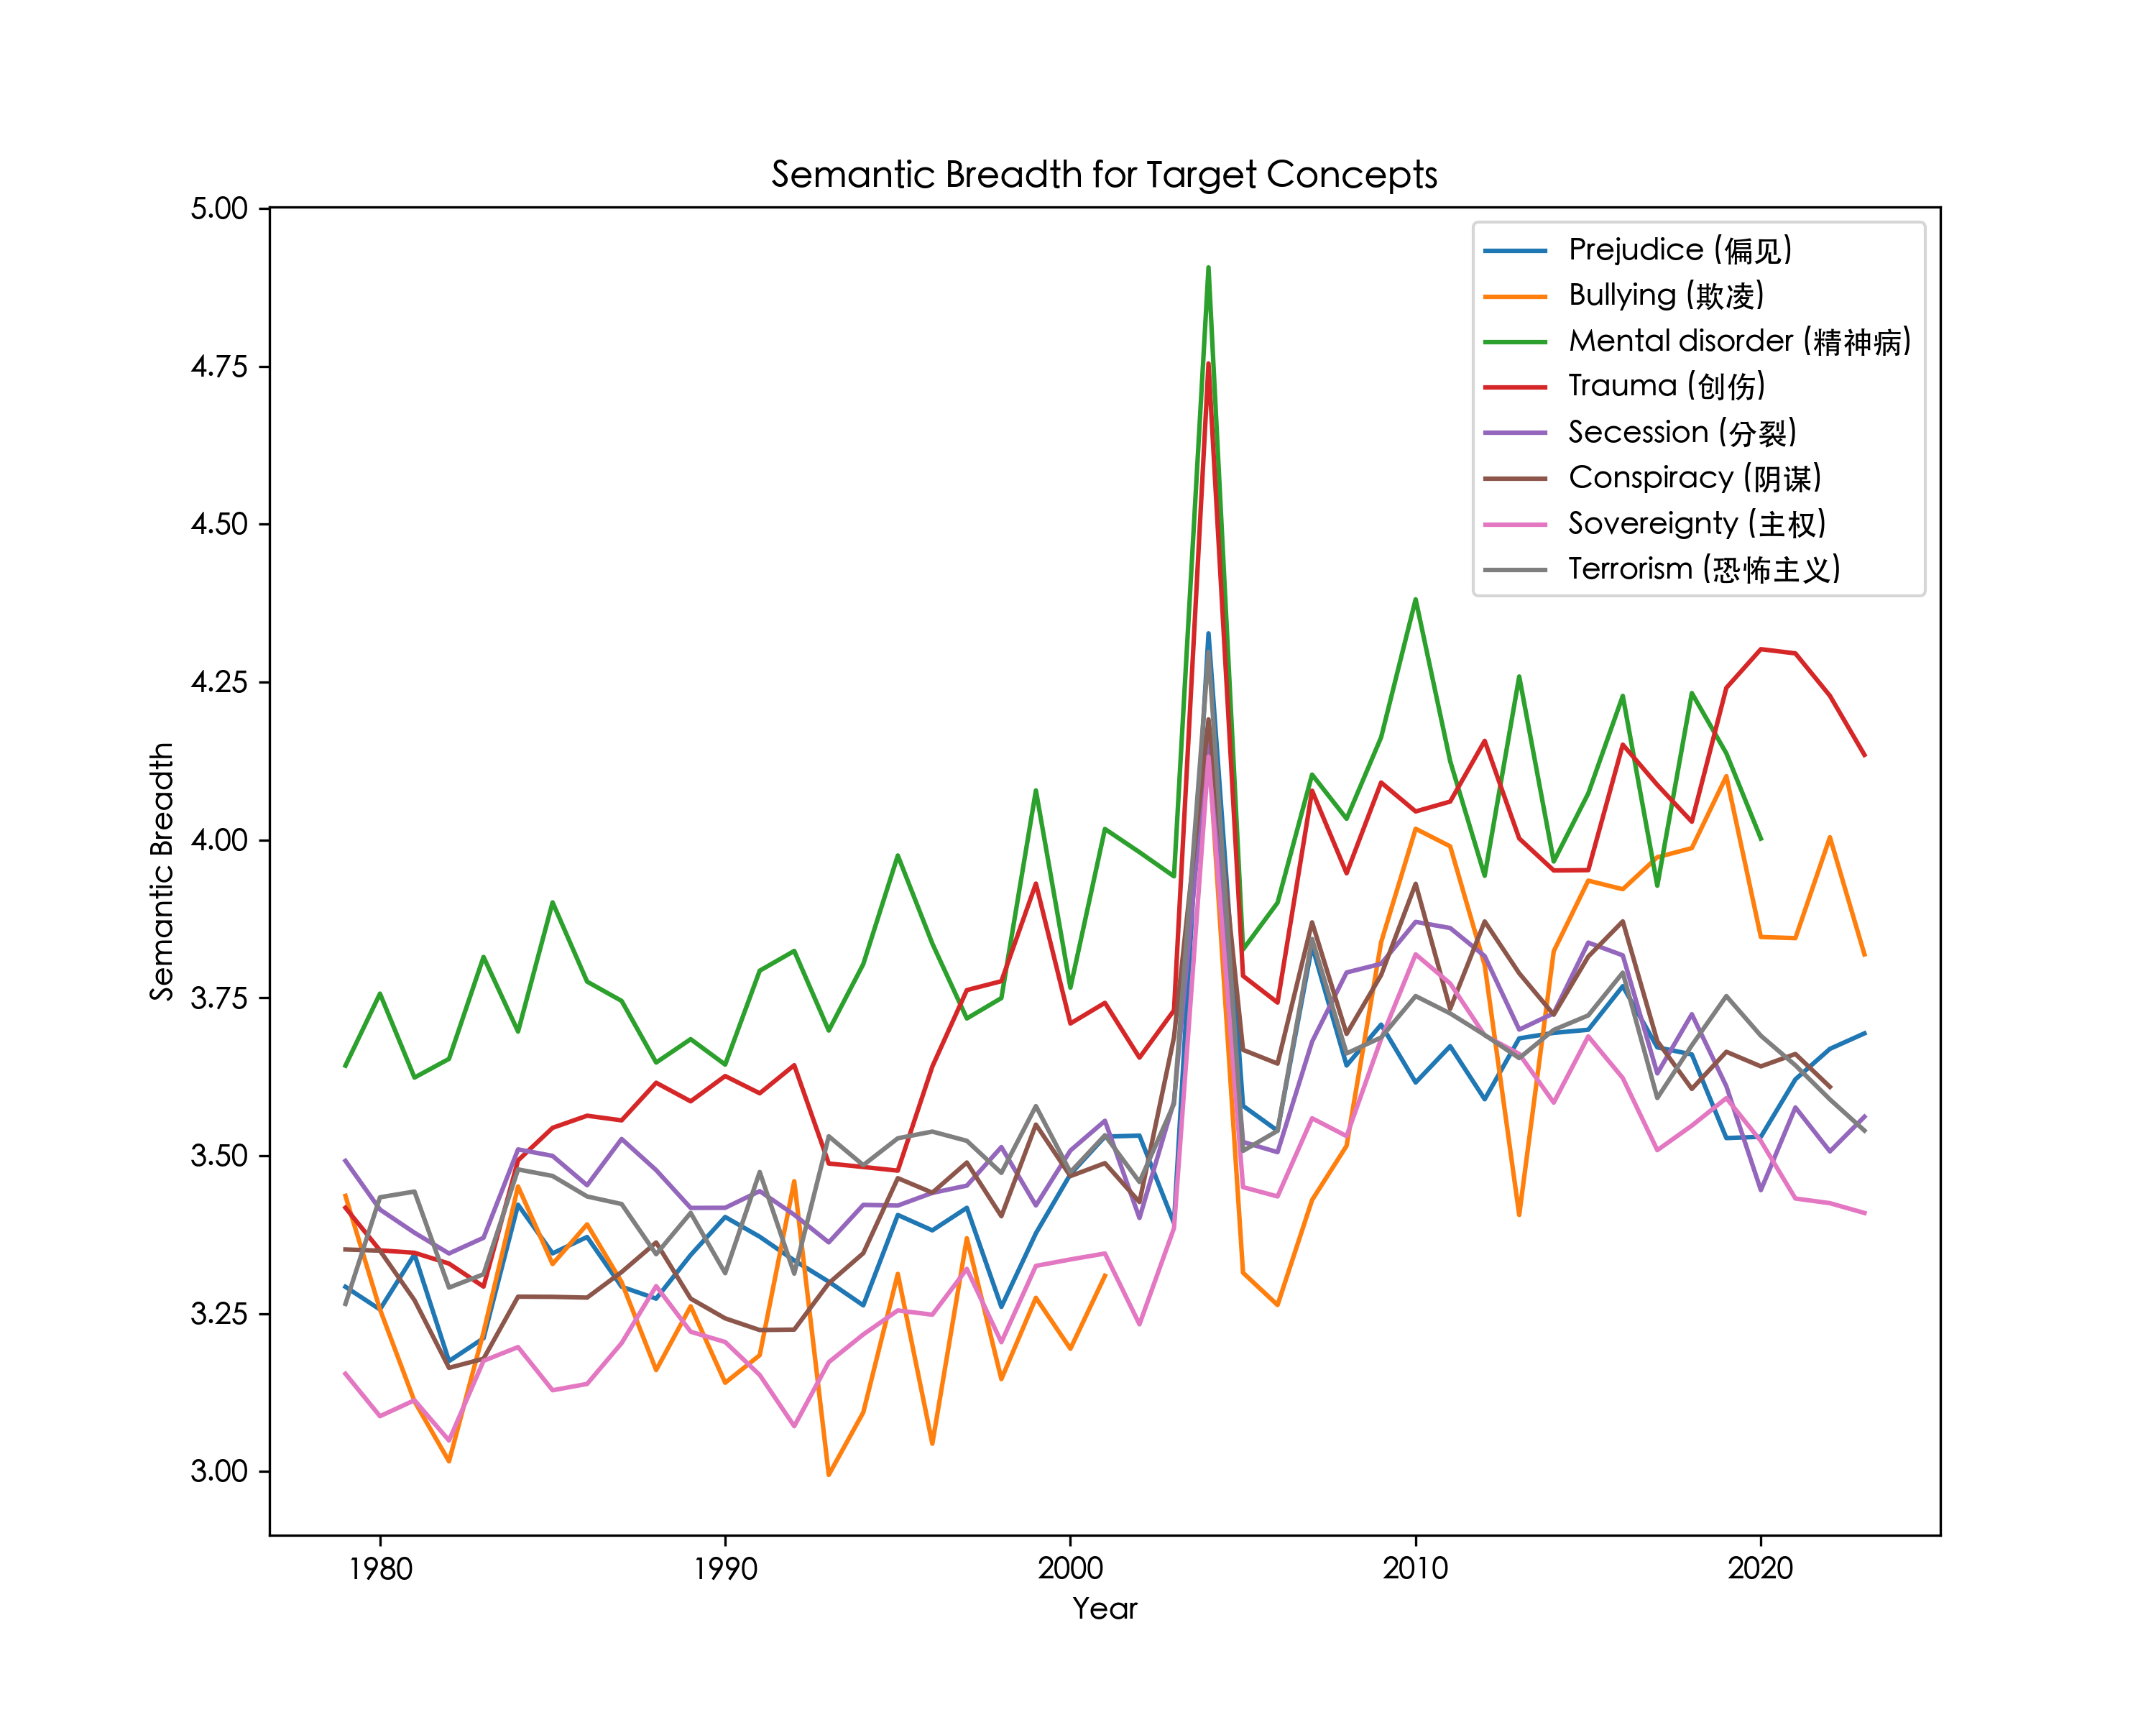 Semantic Breadth for Target Concepts
5.00
4.75
4.50
4.25
4.00
3.75
3.50
3.25
3.00
Semantic Breadth
1980
1990
2000
2010
2020
Year
Prejudice (偏见)
Bullying (欺凌)
Mental disorder (精神病)
Trauma (创伤)
Secession (分裂)
Conspiracy (阴谋)
Sovereignty (主权)
Terrorism (恐怖主义)